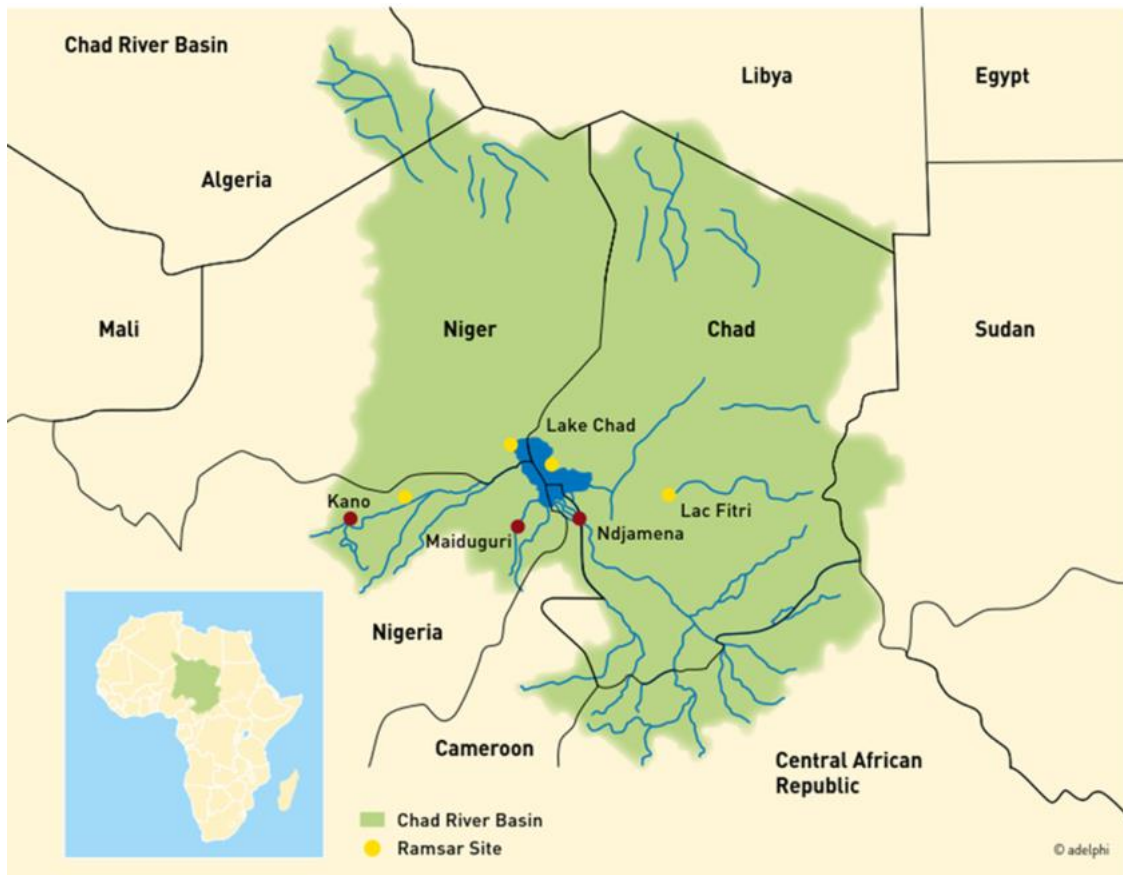 Chad River Basin
Libya
Egypt
Algeria
Mali
Niger
Chad
Sudan
Lake Chad
Kano
Lac Fitri
Maiduguri
Ndjamena
Nigeria
Cameroon
Central African
Republic
Chad River Basin
Ramsar Site
© adelphi